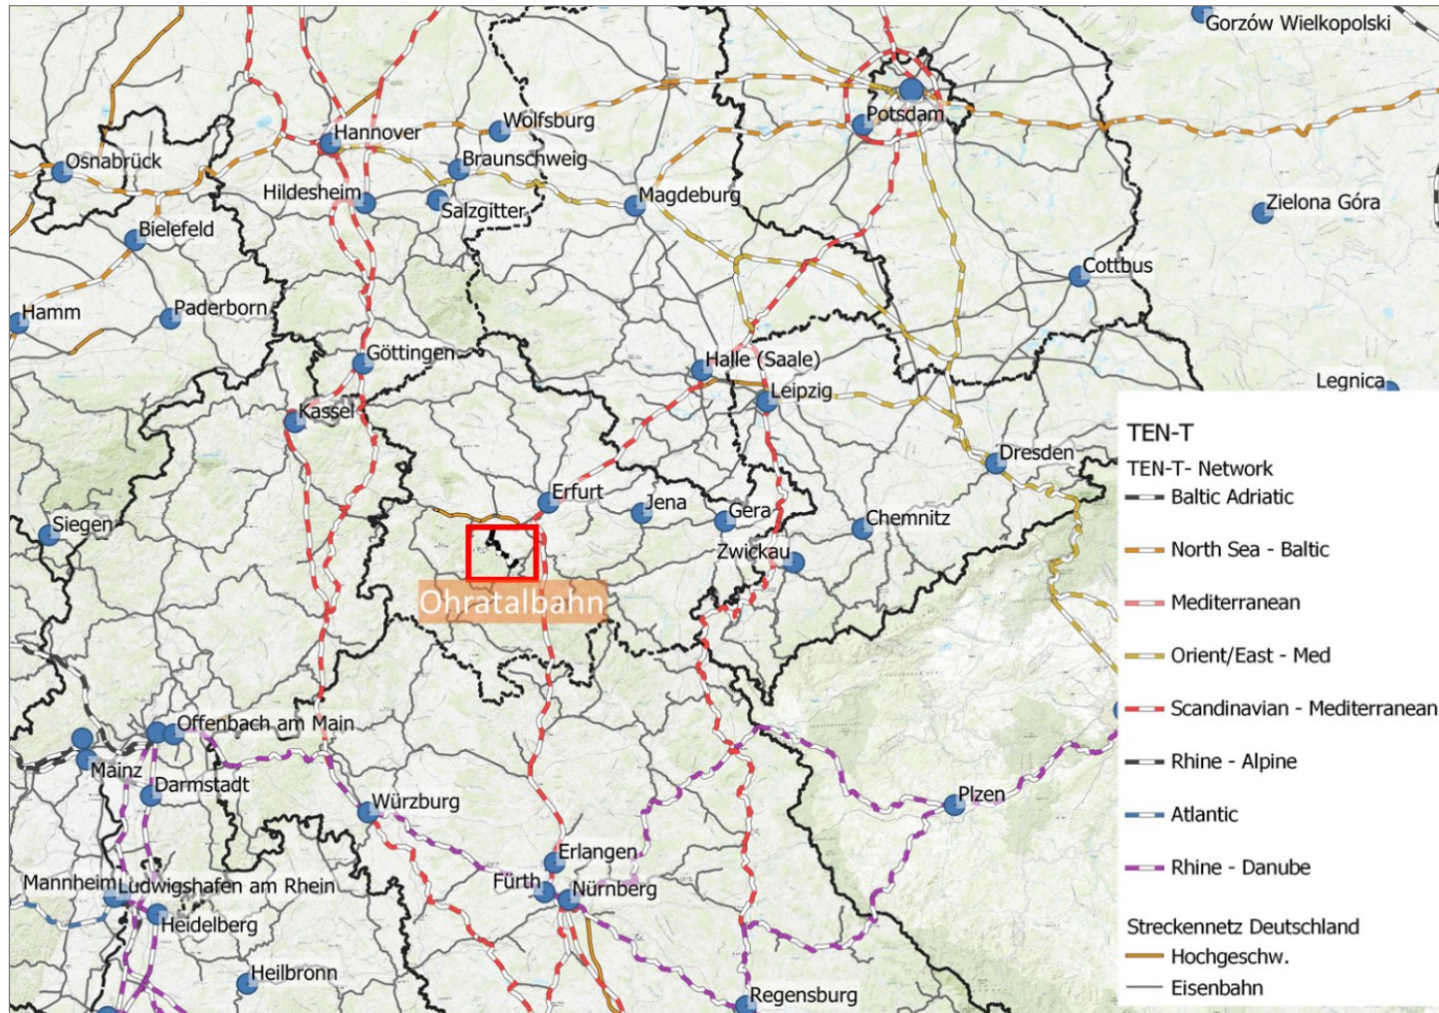 Gorzów Wielkopolski
Potsdam
Wolfsburg
Hannover
Osnabrück
Braunschweig
Hildesheim
Salzgitter
Magdeburg
Zielona Góra
Bielefeld
Cottbus
Paderborn
Hamm
Göttingen
Halle (Saale)
Legnica
Leipzig
Kassel
Dresden
Erfurt
Jena
Gera
Chemnitz
Siegen
Zwickau
Ohratalbahn
Offenbach am Main
Mainz
Darmstadt
Würzburg
Plzen
Erlangen
Mannheim
Ludwigshafen am Rhein
Fürth
Nürnberg
Heidelberg
Heilbronn
Regensburg
TEN-T
TEN-T- Network
Baltic Adriatic
North Sea - Baltic
Mediterranean
Orient/East - Med
Scandinavian - Mediterranean
Rhine - Alpine
Atlantic
Rhine - Danube
Streckennetz Deutschland
Hochgeschw.
Eisenbahn